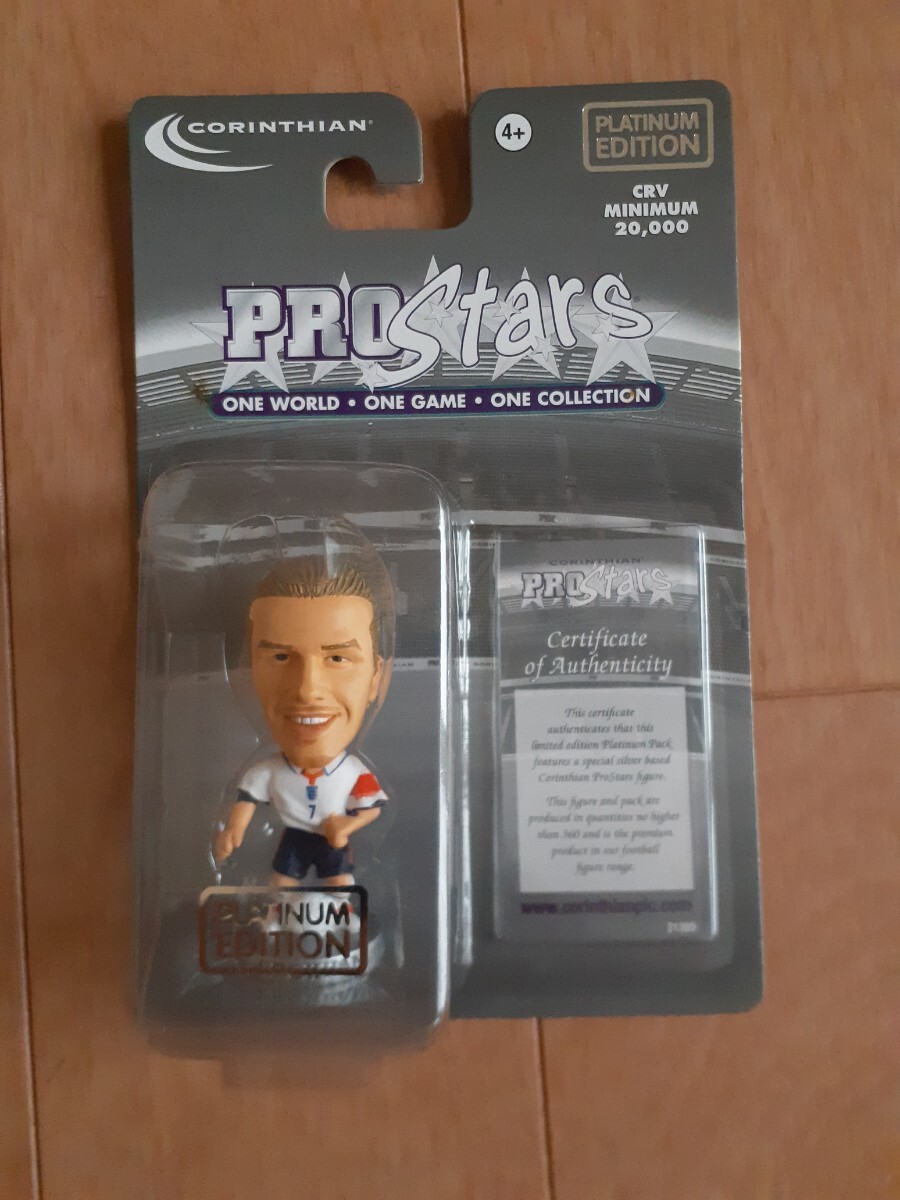 CORINTHIAN
4+
PLATINUM
EDITION
CRV
MINIMUM
20,000
PROStars
ONE WORLD • ONE GAME • ONE COLLECTION
7
PLATINUM
EDITION
CORINTHIAN
PROStars
Certificate
of Authenticity
This certificate
authenticates that this
limited edition Platinum Pack
features a special silver based
Corinthian ProStars figure.
This figure and pack are
produced in quantities no higher
than 360 and is the premium
product in our football
figure range.
www.corinthianplc.com